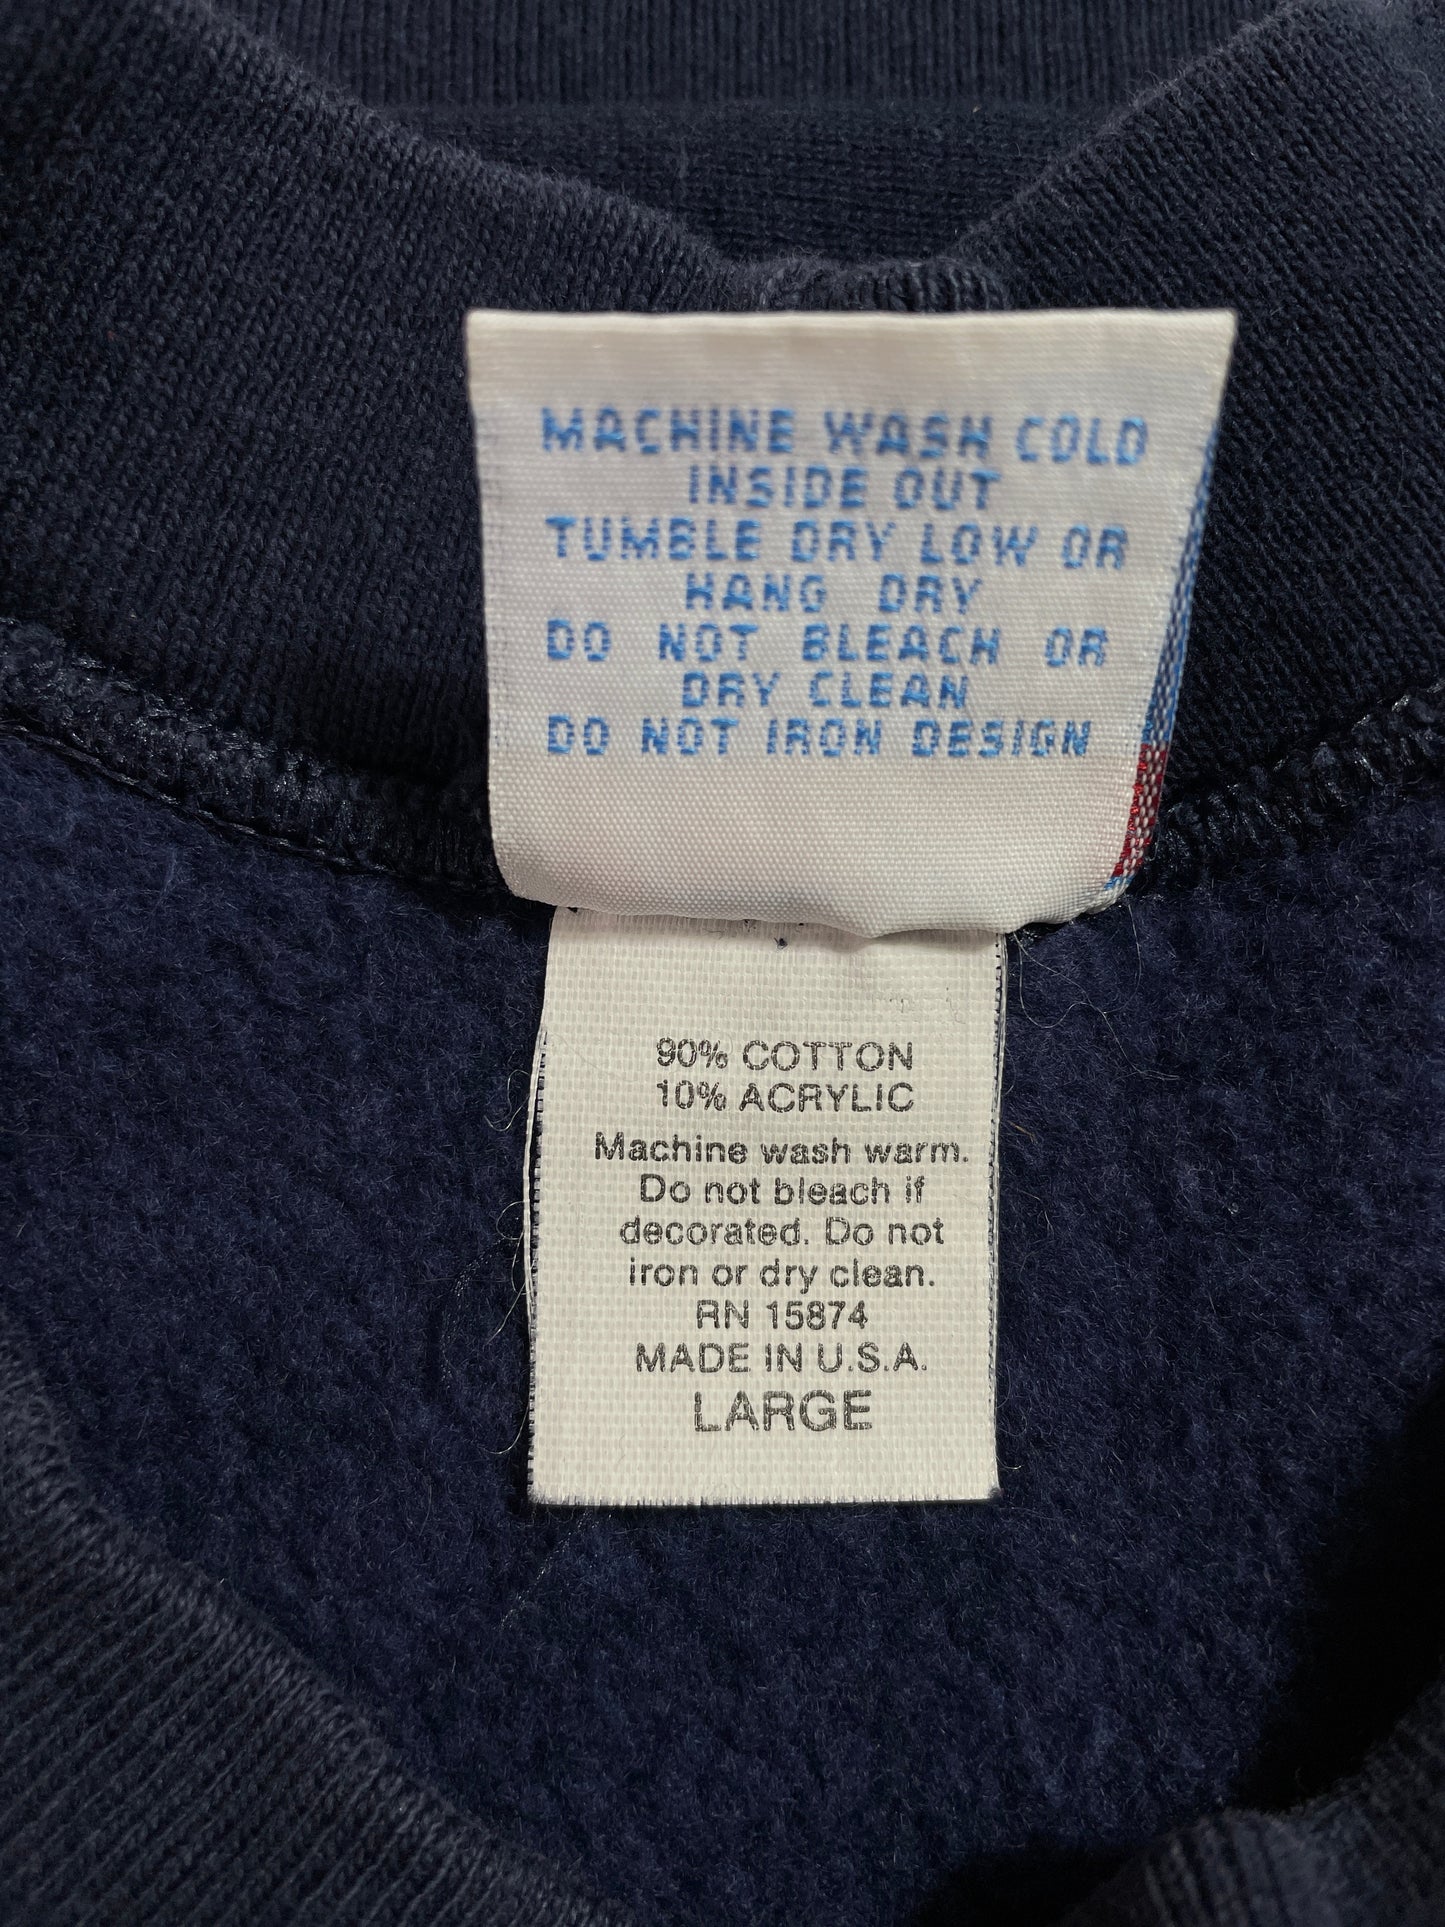 MACHINE WASH COLD
INSIDE OUT
TUMBLE DRY LOW OR
HANG DRY
DO NOT BLEACH OR
DRY CLEAN
DO NOT IRON DESIGN
90% COTTON
10% ACRYLIC
Machine wash warm.
Do not bleach if
decorated. Do not
iron or dry clean.
RN 15874
MADE IN U.S.A.
LARGE